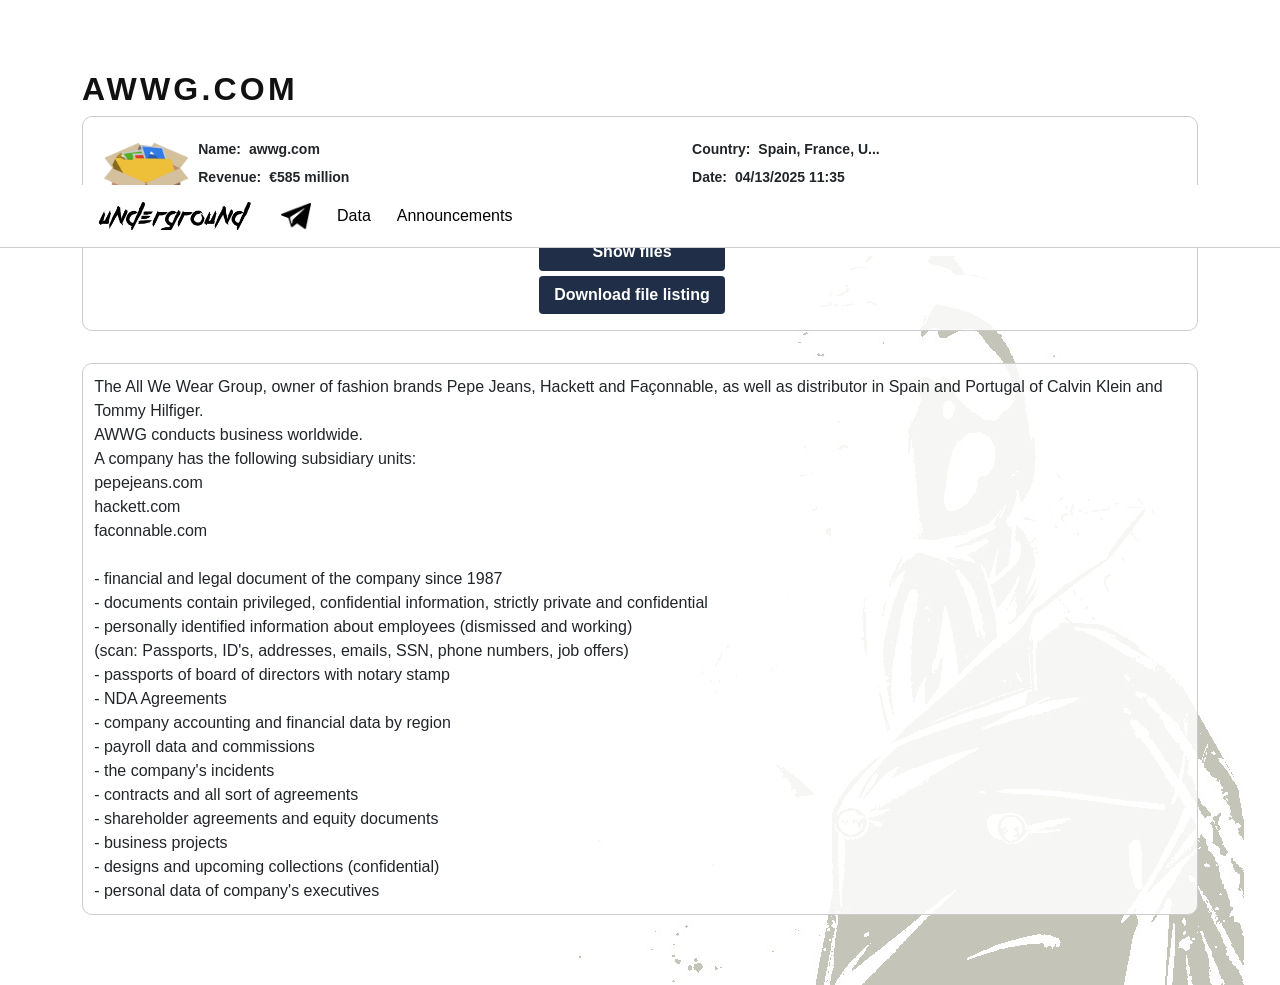 AWWG.COM
Name: awwg.com
Country: Spain, France, U...
Revenue: €585 million
Date: 04/13/2025 11:35
underground
Data
Announcements
Show files
Download file listing
The All We Wear Group, owner of fashion brands Pepe Jeans, Hackett and Façonnable, as well as distributor in Spain and Portugal of Calvin Klein and
Tommy Hilfiger.
AWWG conducts business worldwide.
A company has the following subsidiary units:
pepejeans.com
hackett.com
faconnable.com
- financial and legal document of the company since 1987
- documents contain privileged, confidential information, strictly private and confidential
- personally identified information about employees (dismissed and working)
(scan: Passports, ID's, addresses, emails, SSN, phone numbers, job offers)
- passports of board of directors with notary stamp
- NDA Agreements
- company accounting and financial data by region
- payroll data and commissions
- the company's incidents
- contracts and all sort of agreements
- shareholder agreements and equity documents
- business projects
- designs and upcoming collections (confidential)
- personal data of company's executives